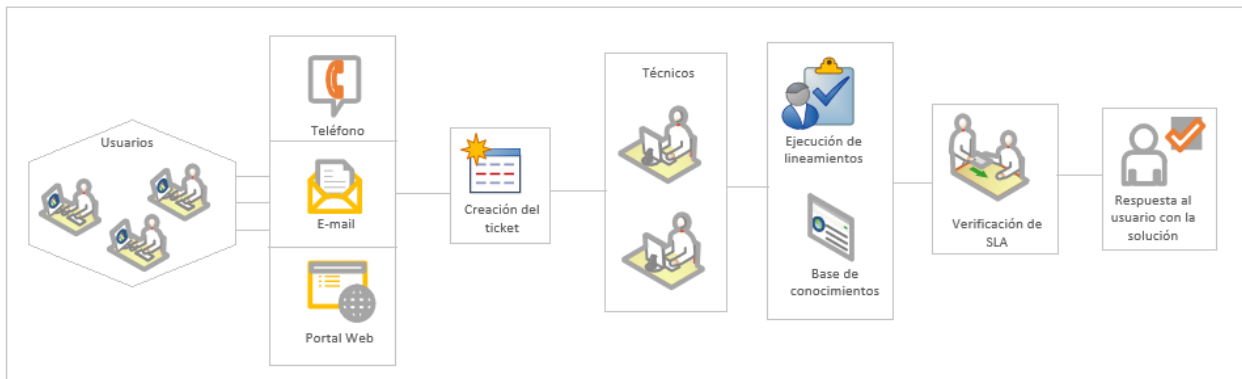 Usuarios
Teléfono
E-mail
Portal Web
Creación del
ticket
Técnicos
Ejecución de
lineamientos
Base de
conocimientos
Verificación de
SLA
Respuesta al
usuario con la
solución